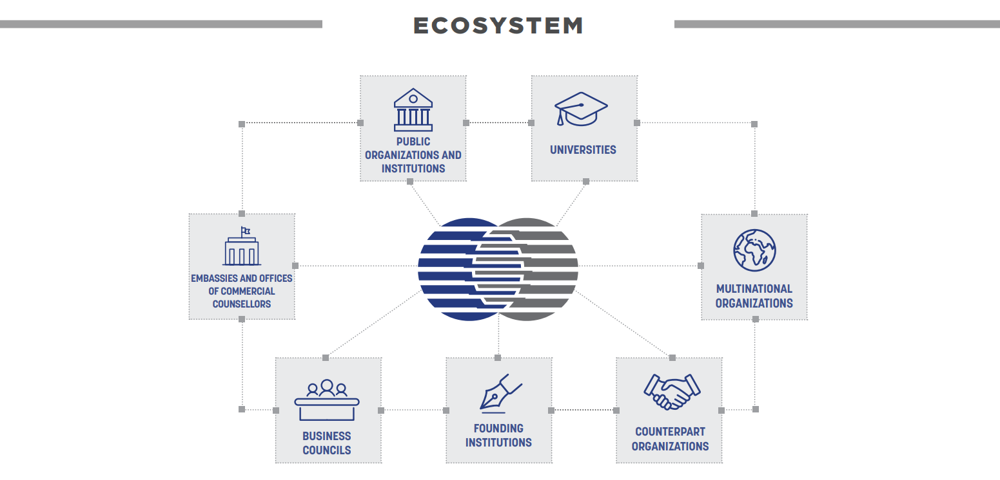 ECOSYSTEM
PUBLIC
ORGANIZATIONS AND
INSTITUTIONS
UNIVERSITIES
EMBASSIES AND OFFICES
OF COMMERCIAL
COUNSELLORS
MULTINATIONAL
ORGANIZATIONS
BUSINESS
COUNCILS
FOUNDING
INSTITUTIONS
COUNTERPART
ORGANIZATIONS